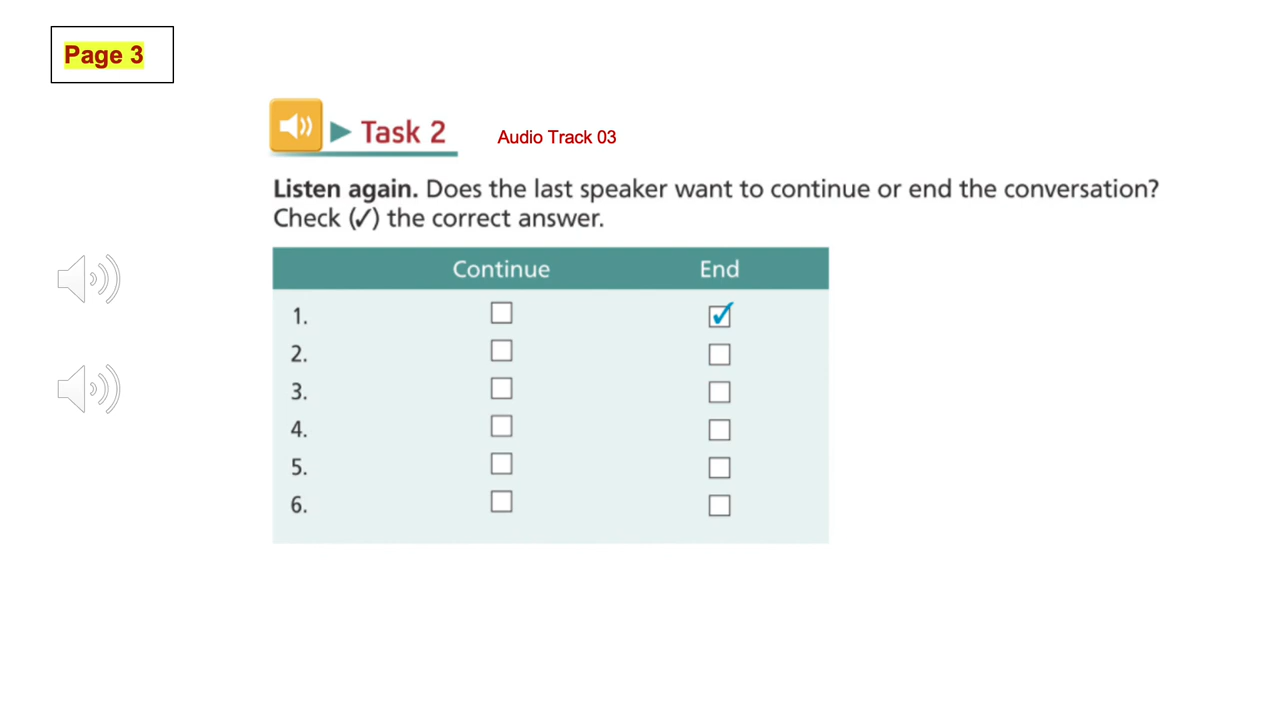 Page 3
Task 2
Audio Track 03
Listen again. Does the last speaker want to continue or end the conversation?
Check (✓) the correct answer.
Continue End
1. ✓
2.
3.
4.
5.
6.